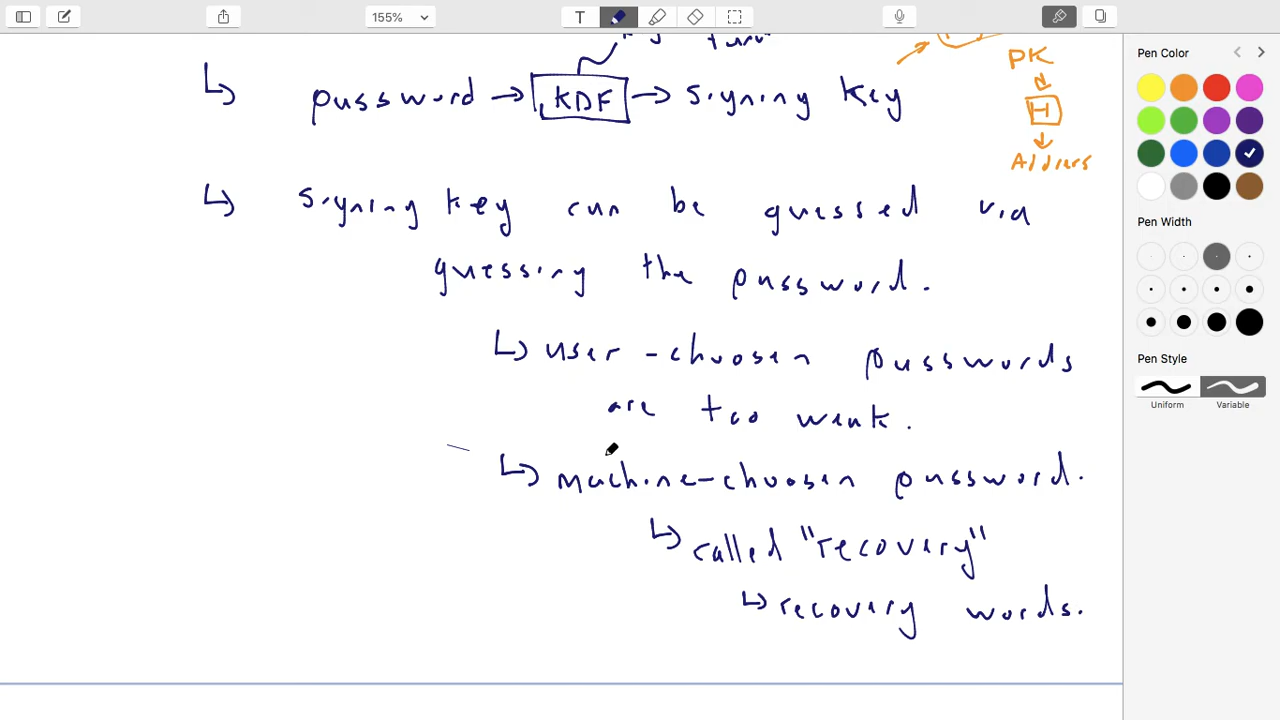 155%
T
Pen Color
PK
password → KDF → signing key
H
Address
signing key can be guessed via
guessing the password.
Pen Width
user-choosen passwords
are too weak.
Pen Style
Uniform Variable
machine-choosen password.
called "recovery"
recovery words.